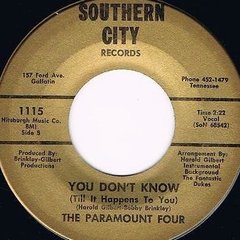 SOUTHERN
CITY
RECORDS
157 Ford Ave.
Gallatin
Phone 452-1479
Tennessee
1115
Hitsburgh Music Co.
BMI
Side B
Time: 2:22
Vocal
Produced By:
Brinkley-Gilbert
Productions
Arrangement By:
Harold Gilbert
Instrumental
Background
The Fantastic
Dukes
YOU DON'T KNOW
(Till It Happens To You)
(Harold Gilbert-Bobby Brinkley)
THE PARAMOUNT FOUR